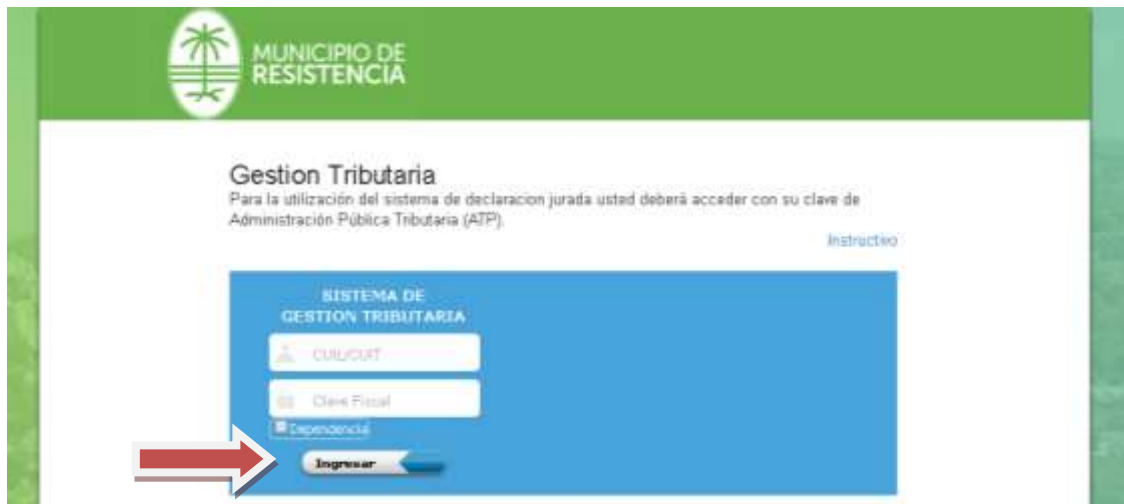 MUNICIPIO DE
RESISTENCIA
Gestion Tributaria
Para la utilización del sistema de declaracion jurada usted deberá acceder con su clave de
Administración Pública Tributaria (ATP).
Instructivo
SISTEMA DE
GESTION TRIBUTARIA
CUIL/CUIT
Clave Fiscal
Dependencia
Ingresar